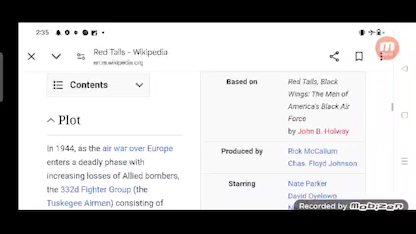 2:35
Red Tails – Wikipedia
en.m.wikipedia.org
Contents
Plot
In 1944, as the air war over Europe
enters a deadly phase with
increasing losses of Allied bombers,
the 332d Fighter Group (the
Tuskegee Airmen) consisting of
Based on
Red Tails, Black
Wings: The Men of
America's Black Air
Force
by John B. Holway
Produced by
Rick McCallum
Chas. Floyd Johnson
Starring
Nate Parker
David Oyelowo
Recorded by Mobizen